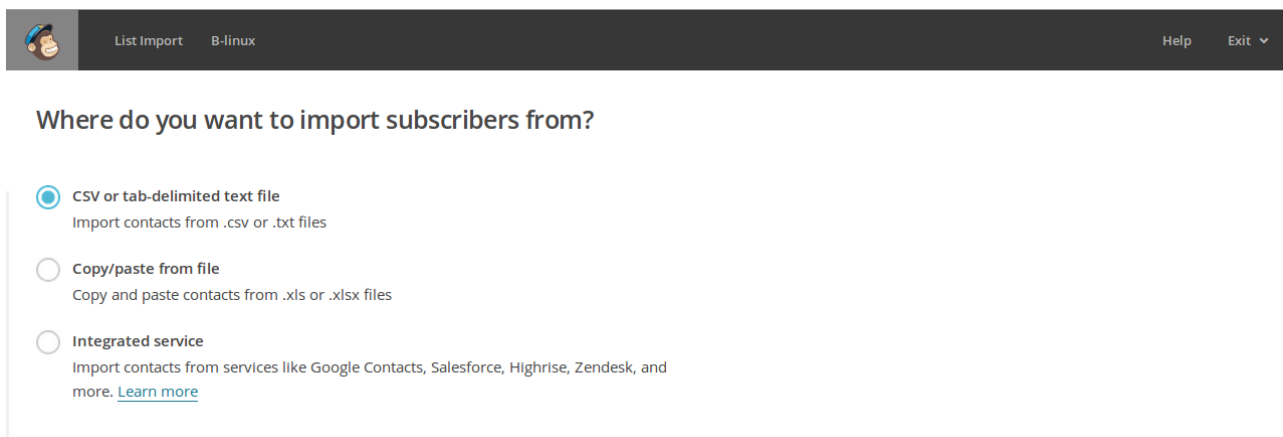 List Import B-linux Help Exit
Where do you want to import subscribers from?
CSV or tab-delimited text file
Import contacts from .csv or .txt files
Copy/paste from file
Copy and paste contacts from .xls or .xlsx files
Integrated service
Import contacts from services like Google Contacts, Salesforce, Highrise, Zendesk, and
more. Learn more